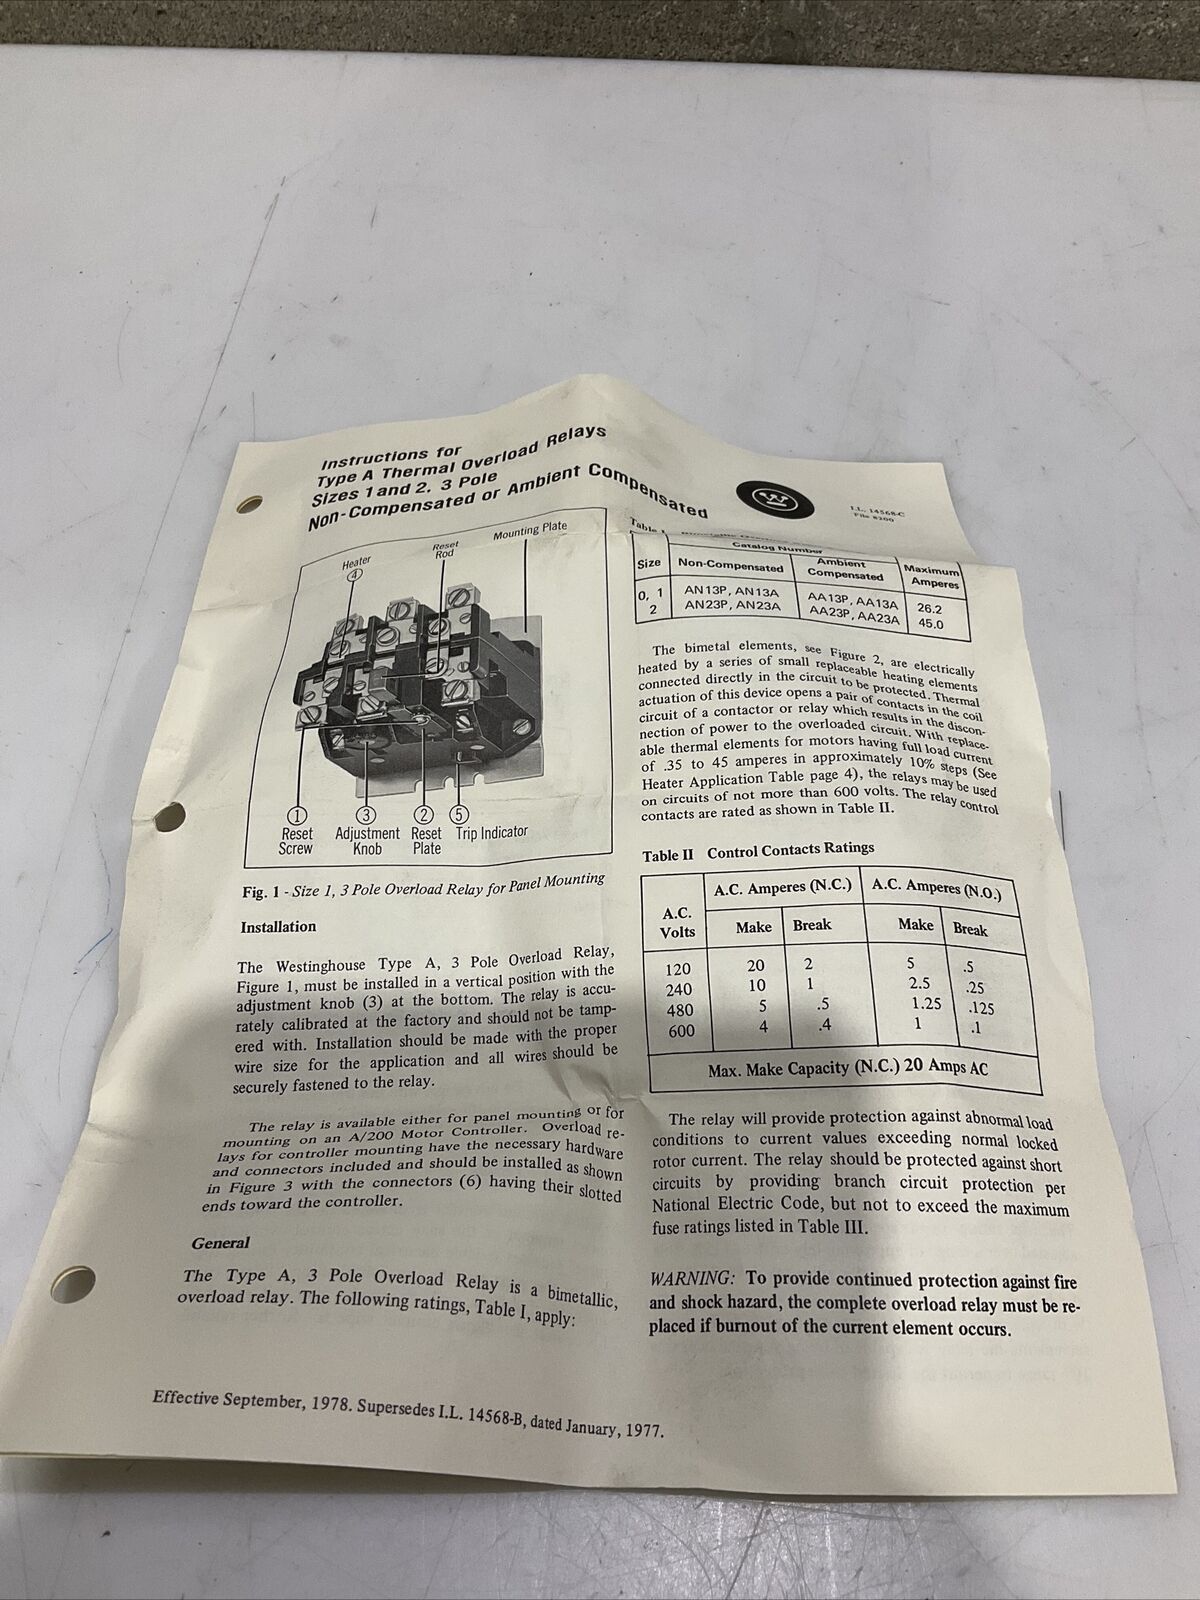 Instructions for
Type A Thermal Overload Relays
Sizes 1 and 2. 3 Pole
Non-Compensated or Ambient Compensated
I.L. 14568-C
File 8200
Heater
4
Reset
Rod
Mounting Plate
1
Reset
Screw
3
Adjustment
Knob
2
Reset
Plate
5
Trip Indicator
Fig. 1 - Size 1, 3 Pole Overload Relay for Panel Mounting
Installation
The Westinghouse Type A, 3 Pole Overload Relay,
Figure 1, must be installed in a vertical position with the
adjustment knob (3) at the bottom. The relay is accu-
rately calibrated at the factory and should not be tamp-
ered with. Installation should be made with the proper
wire size for the application and all wires should be
securely fastened to the relay.
The relay is available either for panel mounting or for
mounting on an A/200 Motor Controller. Overload re-
lays for controller mounting have the necessary hardware
and connectors included and should be installed as shown
in Figure 3 with the connectors (6) having their slotted
ends toward the controller.
General
The Type A, 3 Pole Overload Relay is a bimetallic,
overload relay. The following ratings, Table I, apply:
Table
Catalog Number
Size Non-Compensated Ambient Compensated Maximum Amperes
0, 1 AN13P, AN13A AA13P, AA13A 26.2
2 AN23P, AN23A AA23P, AA23A 45.0
The bimetal elements, see Figure 2, are electrically
heated by a series of small replaceable heating elements
connected directly in the circuit to be protected. Thermal
actuation of this device opens a pair of contacts in the coil
circuit of a contactor or relay which results in the discon-
nection of power to the overloaded circuit. With replace-
able thermal elements for motors having full load current
of .35 to 45 amperes in approximately 10% steps (See
Heater Application Table page 4), the relays may be used
on circuits of not more than 600 volts. The relay control
contacts are rated as shown in Table II.
Table II Control Contacts Ratings
A.C. Volts A.C. Amperes (N.C.) A.C. Amperes (N.O.)
Make Break Make Break
120 20 2 5 .5
240 10 1 2.5 .25
480 5 .5 1.25 .125
600 4 .4 1 .1
Max. Make Capacity (N.C.) 20 Amps AC
The relay will provide protection against abnormal load
conditions to current values exceeding normal locked
rotor current. The relay should be protected against short
circuits by providing branch circuit protection per
National Electric Code, but not to exceed the maximum
fuse ratings listed in Table III.
WARNING: To provide continued protection against fire
and shock hazard, the complete overload relay must be re-
placed if burnout of the current element occurs.
Effective September, 1978. Supersedes I.L. 14568-B, dated January, 1977.